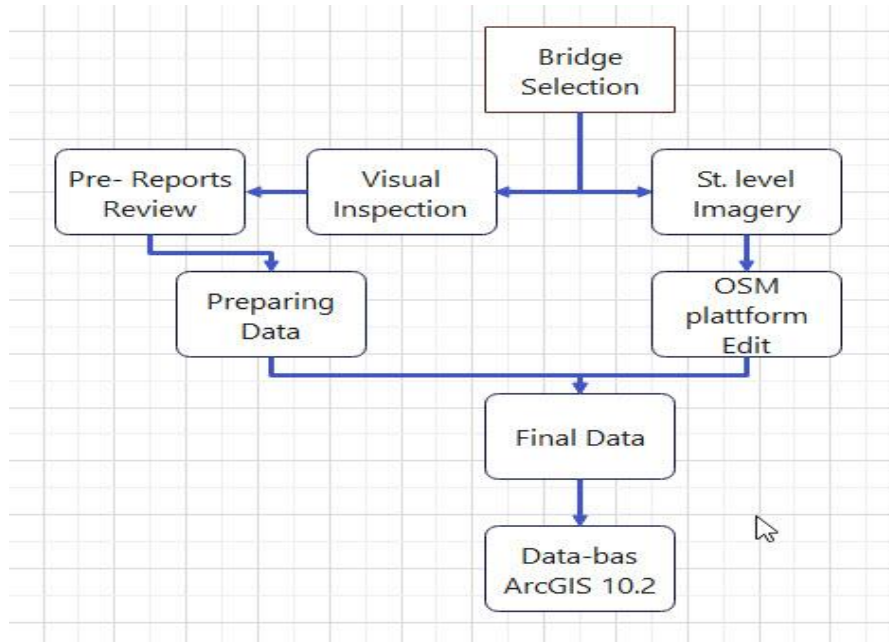 Bridge
Selection
Pre- Reports
Review
Visual
Inspection
St. level
Imagery
Preparing
Data
OSM
plattform
Edit
Final Data
Data-bas
ArcGIS 10.2